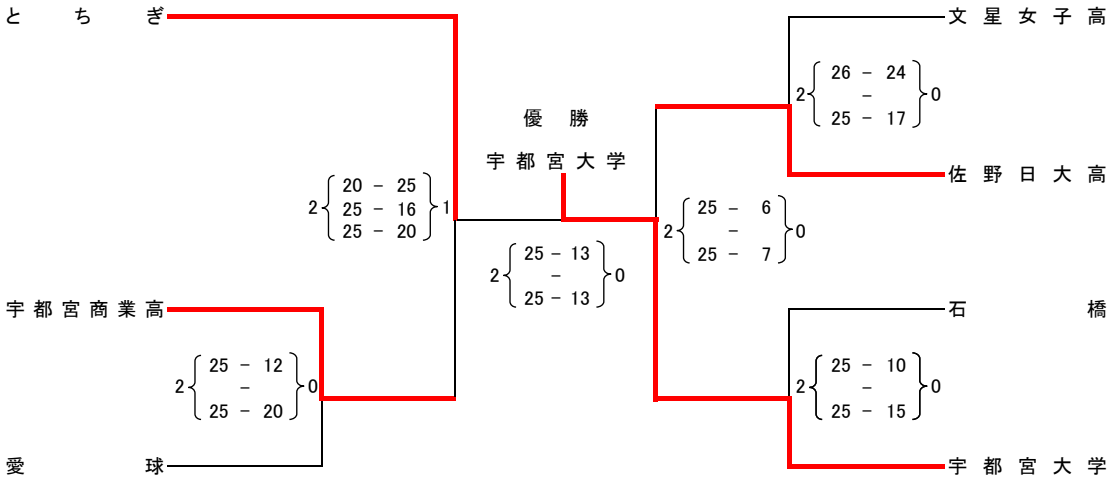 とちぎ
文星女子高
2 26 - 24 0
-
25 - 17
優勝
宇都宮大学
佐野日大高
2 20 - 25 1
25 - 16
25 - 20
2 25 - 6 0
-
25 - 7
2 25 - 13 0
-
25 - 13
宇都宮商業高
石橋
2 25 - 12 0
-
25 - 20
2 25 - 10 0
-
25 - 15
愛球
宇都宮大学